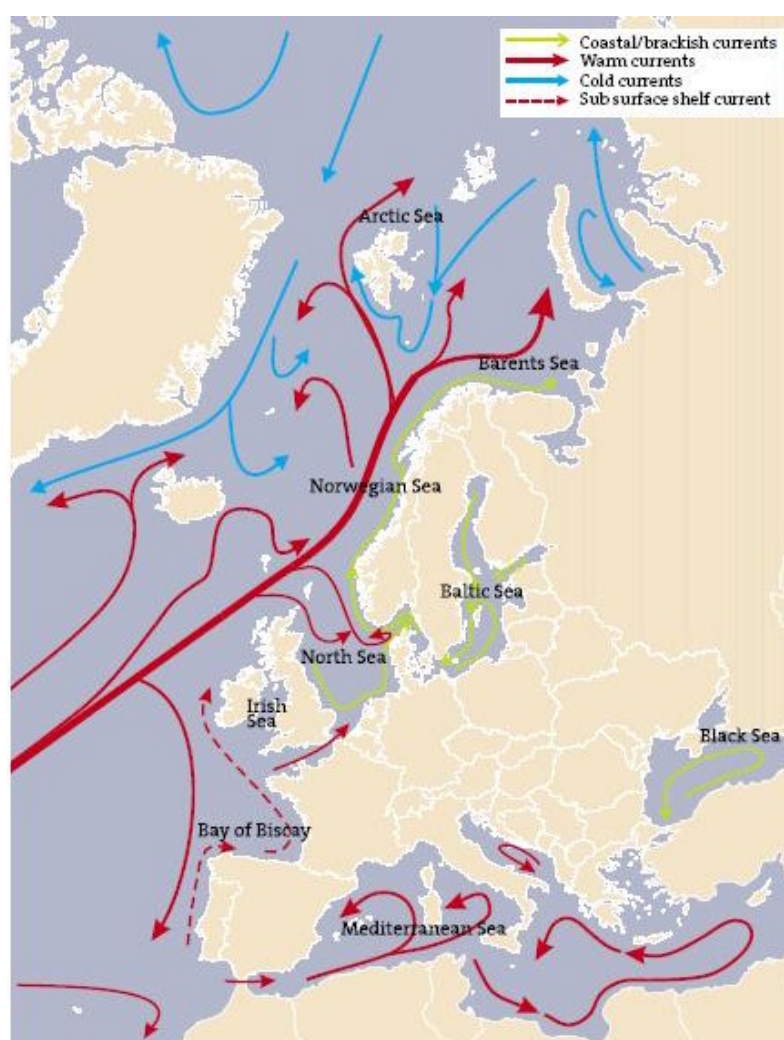 Coastal/brackish currents
Warm currents
Cold currents
Sub surface shelf current
Arctic Sea
Barents Sea
Norwegian Sea
Baltic Sea
North Sea
Irish
Sea
Black Sea
Bay of Biscay
Mediterranean Sea